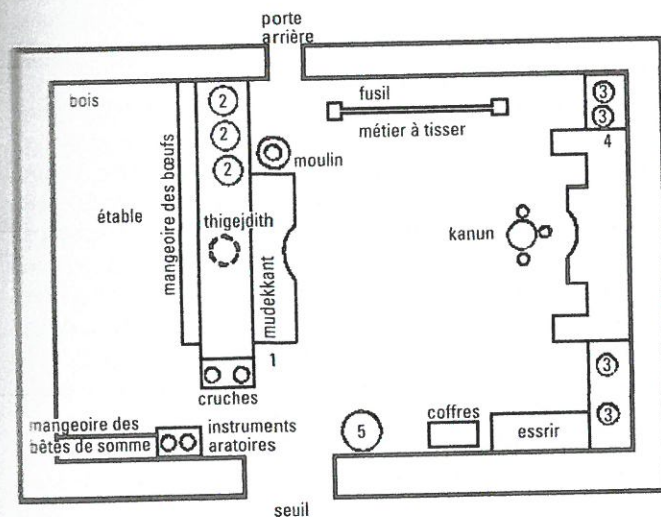 porte
arrière
bois
2
2
2
mangeoire des bœufs
étable
thigejdith
mudekkant
moulin
fusil
métier à tisser
3
3
4
kanun
1
cruches
mangeoire des
bêtes de somme
instruments
aratoires
5
coffres
essrir
3
3
seuil